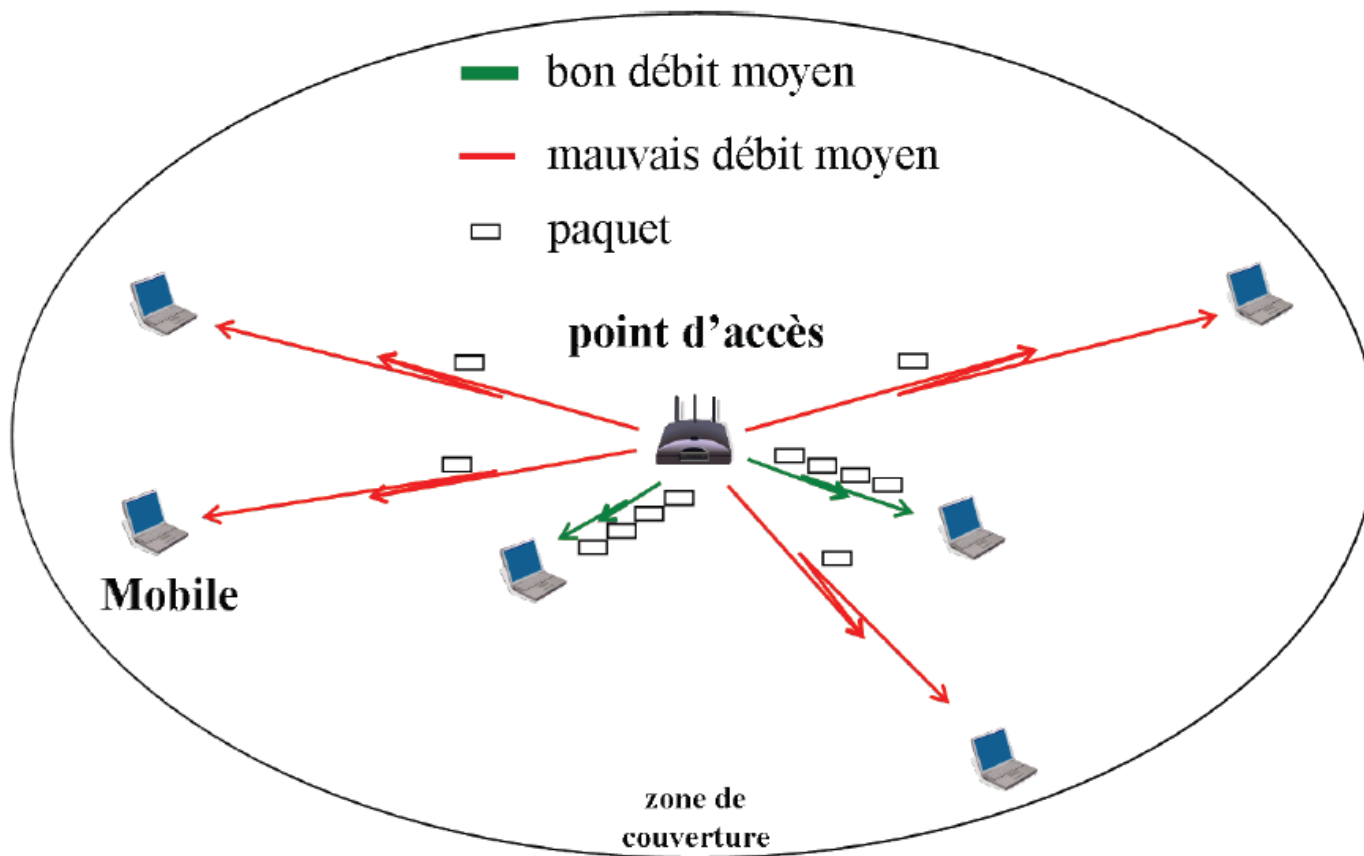 bon débit moyen
mauvais débit moyen
paquet
point d’accès
Mobile
zone de
couverture